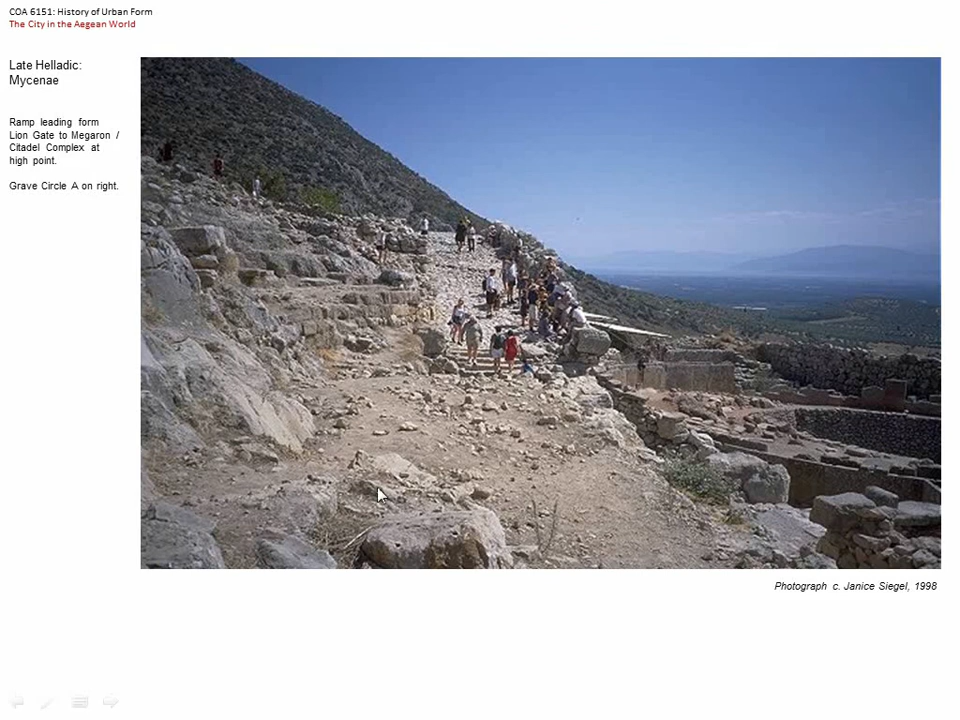 COA 6151: History of Urban Form
The City in the Aegean World
Late Helladic:
Mycenae
Ramp leading form
Lion Gate to Megaron /
Citadel Complex at
high point.
Grave Circle A on right.
Photograph c. Janice Siegel, 1998